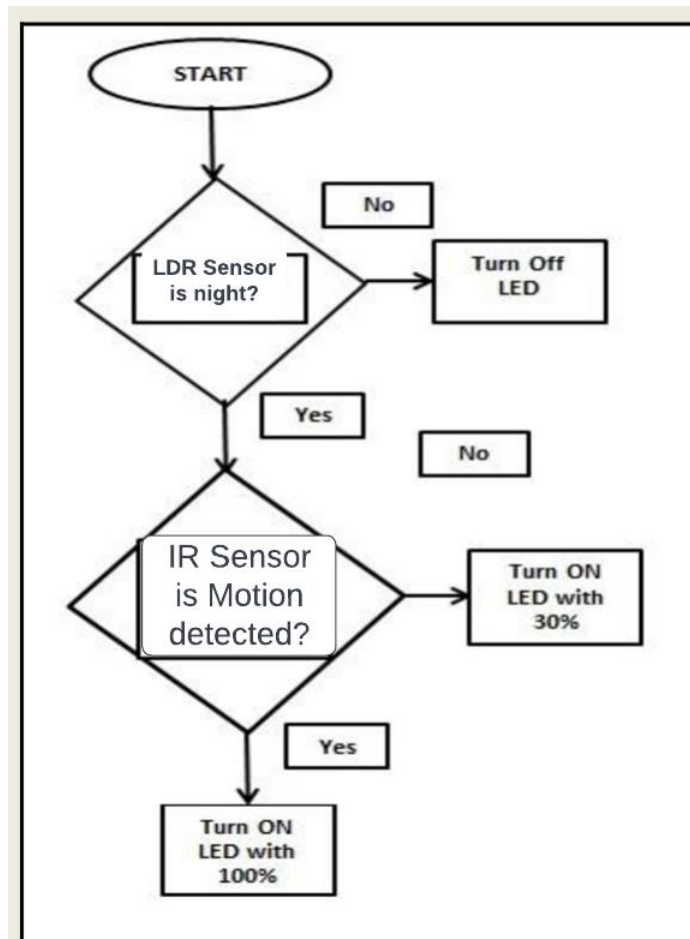 START
No
LDR Sensor
is night?
Turn Off
LED
Yes
No
IR Sensor
is Motion
detected?
Turn ON
LED with
30%
Yes
Turn ON
LED with
100%